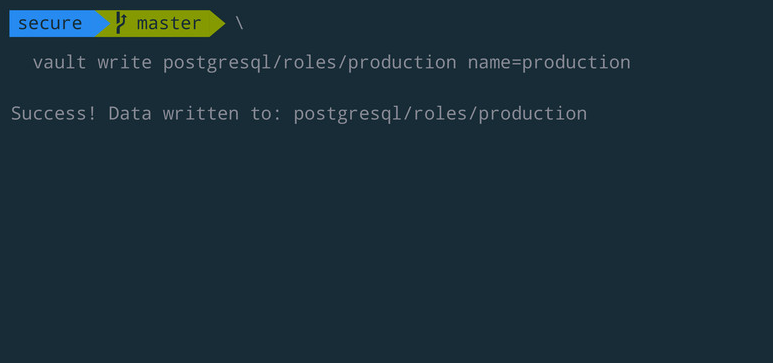 secure master \
vault write postgresql/roles/production name=production
Success! Data written to: postgresql/roles/production